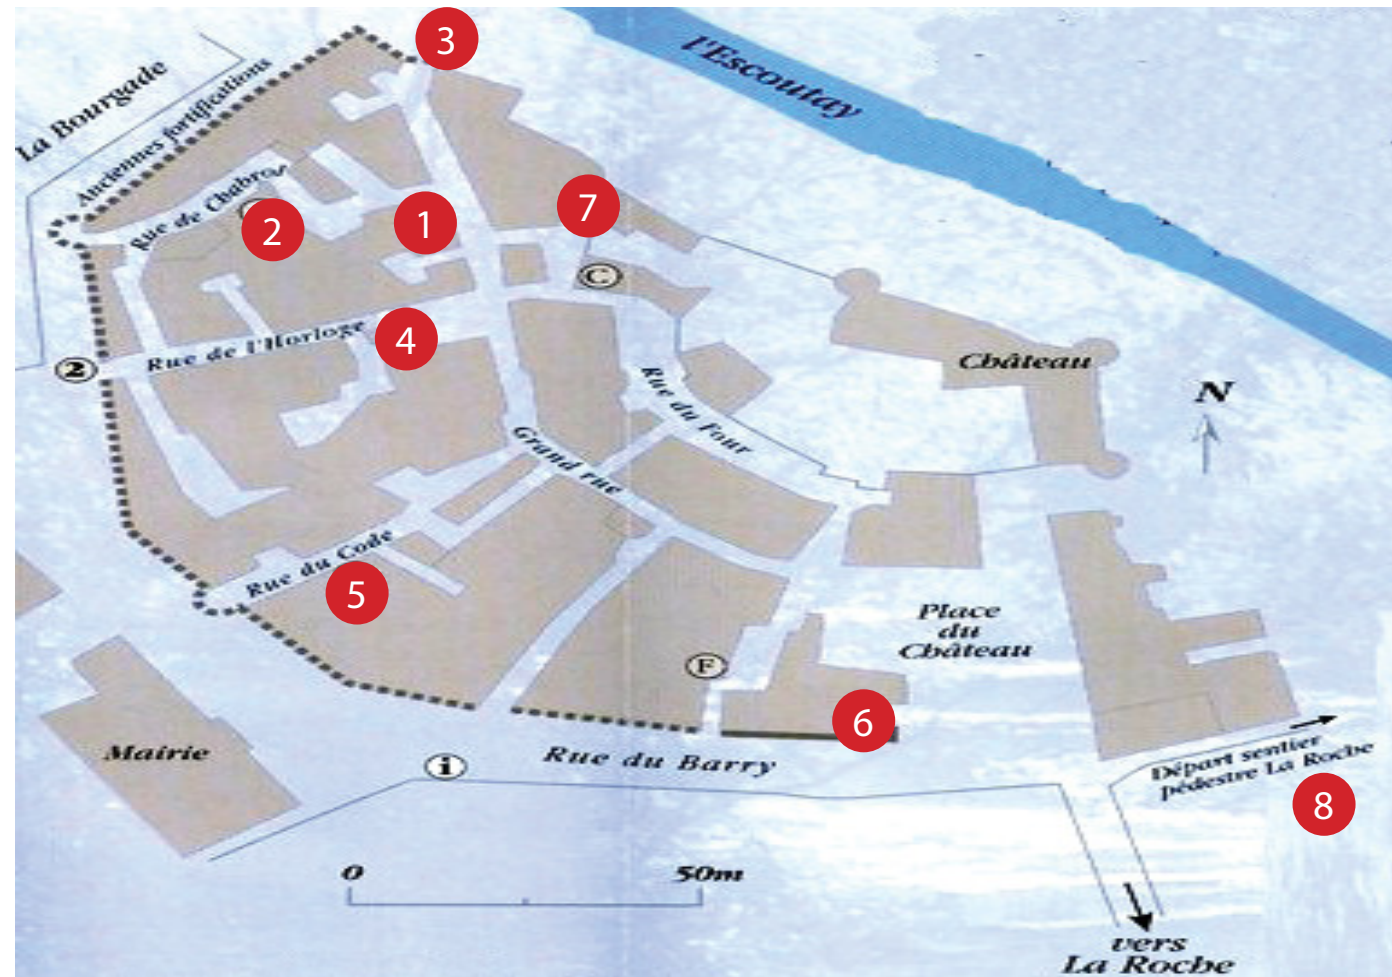 3
l'Escoutay
La Bourgade
Anciennes fortifications
Rue de Chabrol
2
1
7
C
Rue de l'Horloge
4
2
Château
N
Rue du Four
Grand rue
Rue du Code
5
Place
du
Château
F
6
Mairie
i
Rue du Barry
Départ sentier
pédestre La Roche
8
0
50m
vers
La Roche